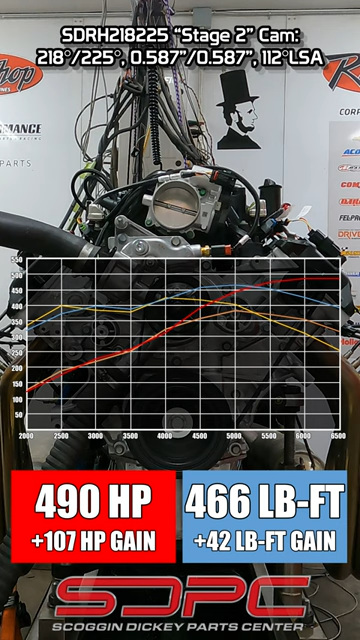 SDRH218225 “Stage 2” Cam:
218°/225°, 0.587"/0.587", 112°LSA
550
500
450
400
350
300
250
200
150
100
50
2000 2500 3000 3500 4000 4500 5000 5500 6000 6500
490 HP
+107 HP GAIN
466 LB-FT
+42 LB-FT GAIN
SDPC
SCOGGIN DICKEY PARTS CENTER